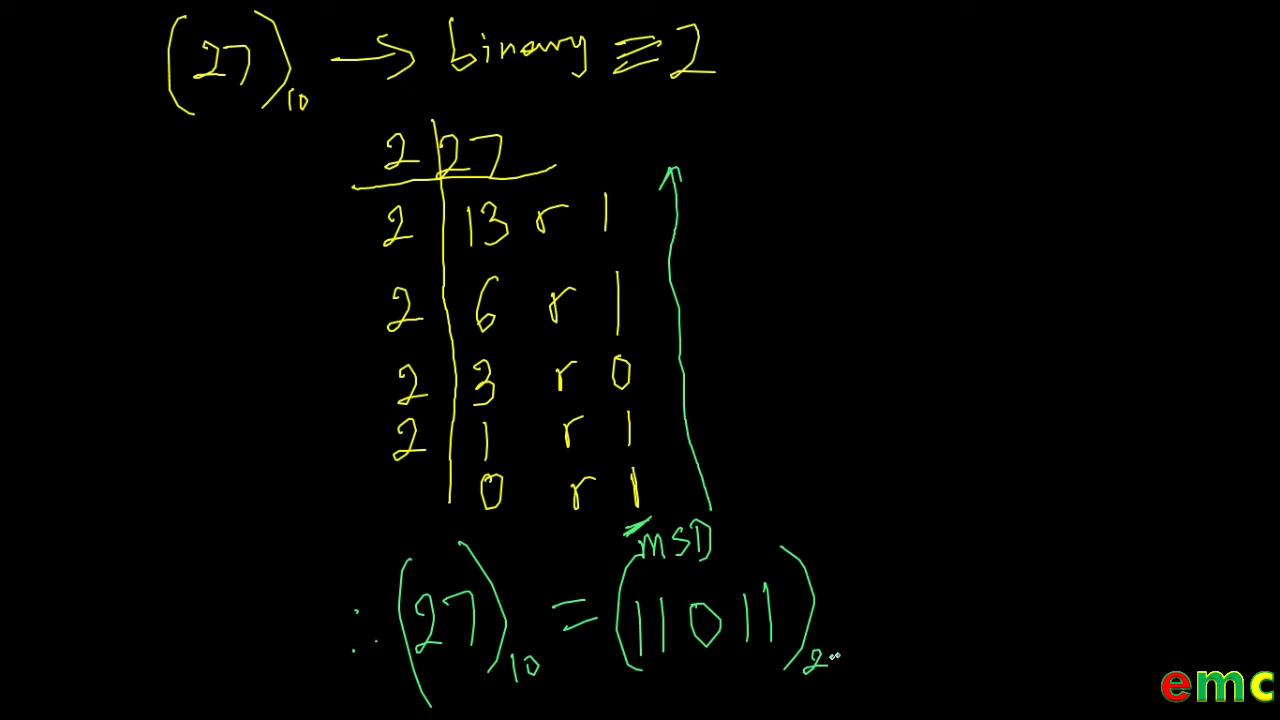 (27)10 → binary ≡ 2
2 | 27
2 | 13 r 1
2 | 6 r 1
2 | 3 r 0
2 | 1 r 1
0 r 1
MSD
∴ (27)10 = (11011)2
emc